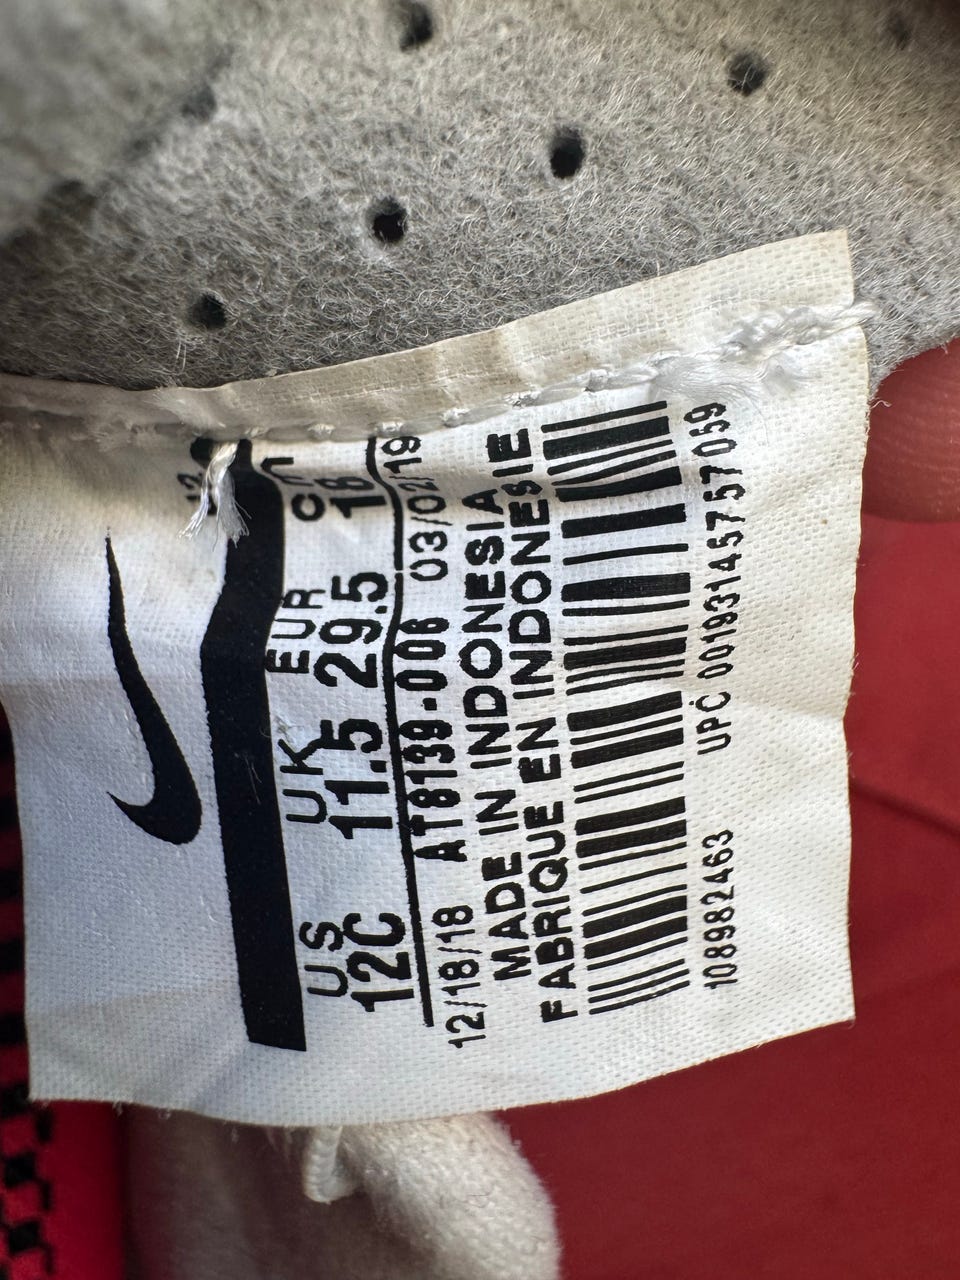 US UK EUR cm
12C 11.5 29.5 18
12/18/18 AT8139-006 03/02/19
MADE IN INDONESIA
FABRIQUE EN INDONESIE
108982463 UPC 00193145757059